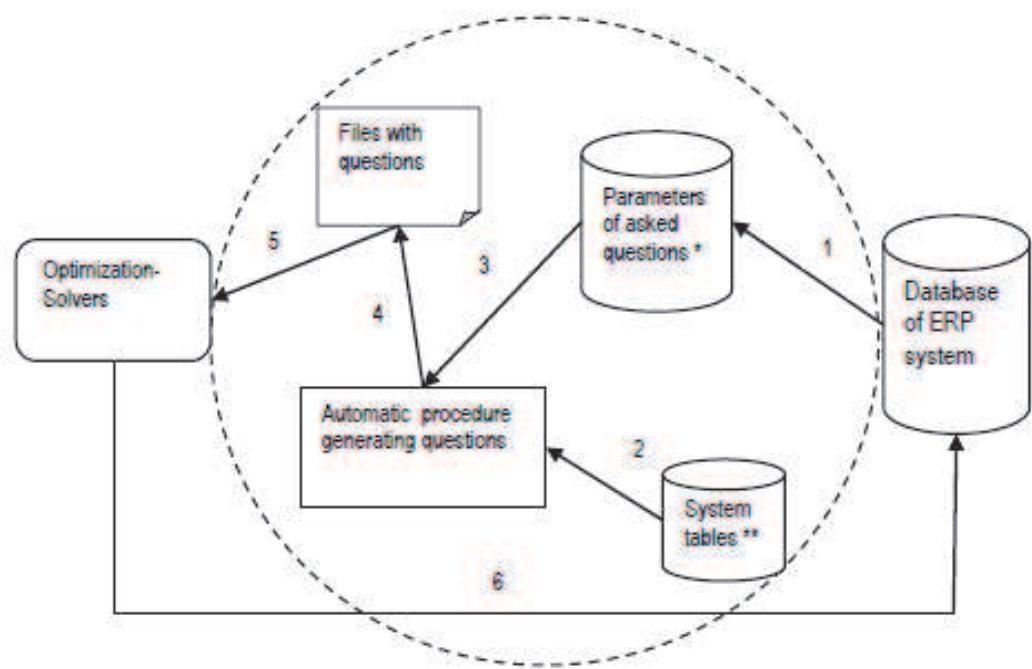 Files with
questions
Parameters
of asked
questions *
1
5
3
Optimization-
Solvers
Database
of ERP
system
4
Automatic procedure
generating questions
2
System
tables **
6